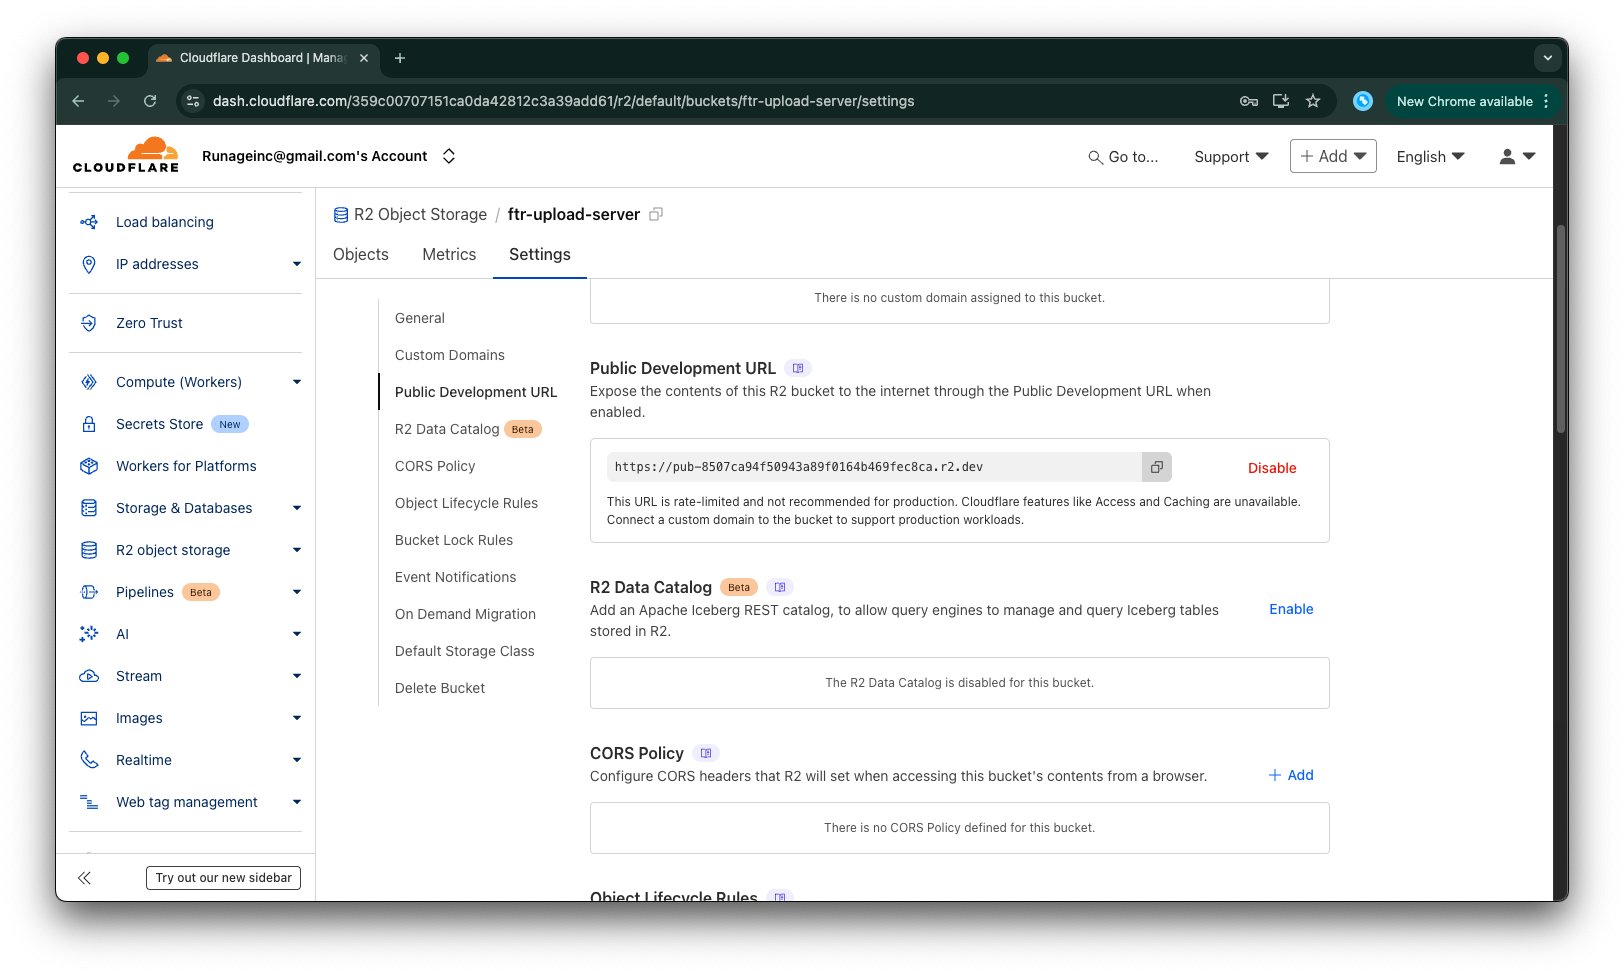 Cloudflare Dashboard | Mana
dash.cloudflare.com/359c00707151ca0da42812c3a39add61/r2/default/buckets/ftr-upload-server/settings
New Chrome available
CLOUDFLARE
Runageinc@gmail.com's Account
Go to...
Support
+ Add
English
Load balancing
IP addresses
Zero Trust
Compute (Workers)
Secrets Store New
Workers for Platforms
Storage & Databases
R2 object storage
Pipelines Beta
AI
Stream
Images
Realtime
Web tag management
Try out our new sidebar
R2 Object Storage / ftr-upload-server
Objects Metrics Settings
General
Custom Domains
Public Development URL
R2 Data Catalog Beta
CORS Policy
Object Lifecycle Rules
Bucket Lock Rules
Event Notifications
On Demand Migration
Default Storage Class
Delete Bucket
There is no custom domain assigned to this bucket.
Public Development URL
Expose the contents of this R2 bucket to the internet through the Public Development URL when
enabled.
https://pub-8507ca94f50943a89f0164b469fec8ca.r2.dev
Disable
This URL is rate-limited and not recommended for production. Cloudflare features like Access and Caching are unavailable.
Connect a custom domain to the bucket to support production workloads.
R2 Data Catalog Beta
Add an Apache Iceberg REST catalog, to allow query engines to manage and query Iceberg tables
stored in R2.
Enable
The R2 Data Catalog is disabled for this bucket.
CORS Policy
Configure CORS headers that R2 will set when accessing this bucket's contents from a browser.
+ Add
There is no CORS Policy defined for this bucket.
Object Lifecycle Rules